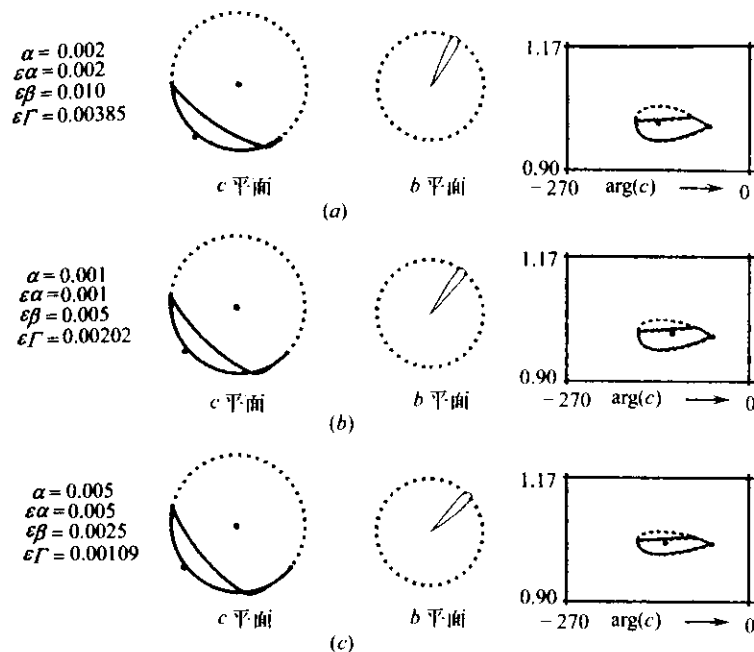 α = 0.002
εα = 0.002
εβ = 0.010
εΓ = 0.00385
c 平面
b 平面
1.17
0.90
−270 arg(c) → 0
(a)
α = 0.001
εα = 0.001
εβ = 0.005
εΓ = 0.00202
c 平面
b 平面
1.17
0.90
−270 arg(c) → 0
(b)
α = 0.005
εα = 0.005
εβ = 0.0025
εΓ = 0.00109
c 平面
b 平面
1.17
0.90
−270 arg(c) → 0
(c)